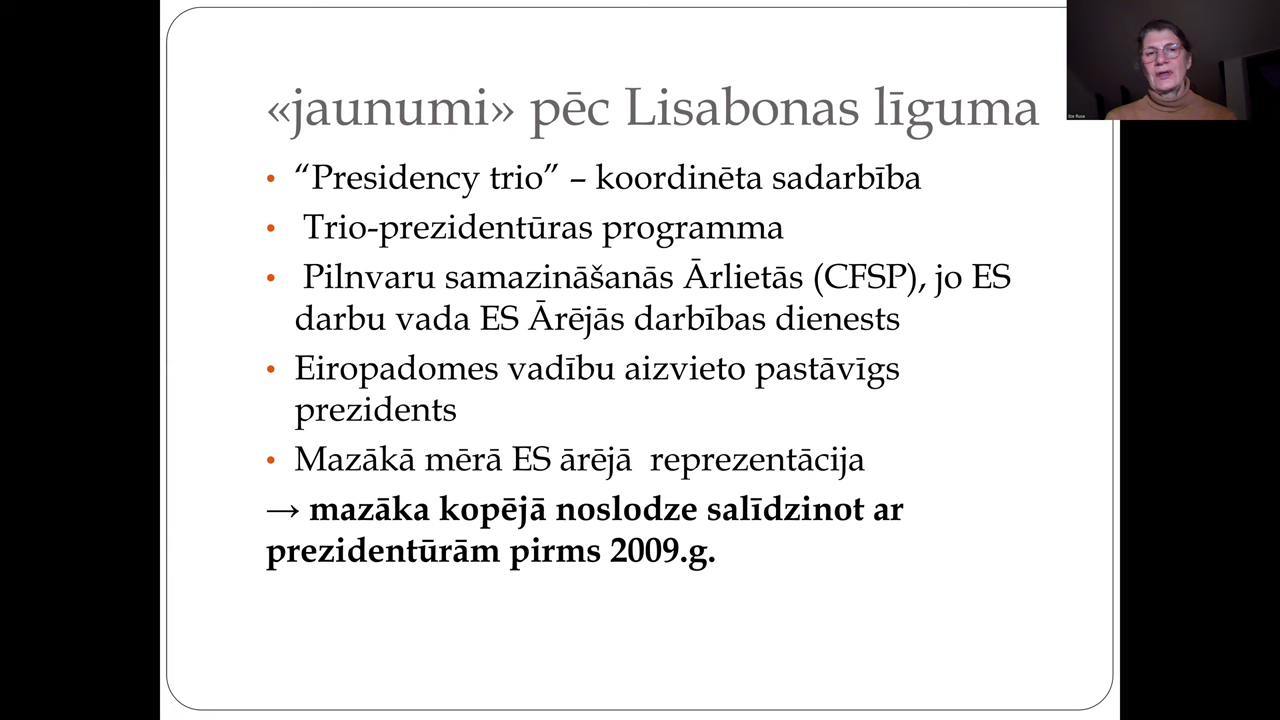 «jaunumi» pēc Lisabonas līguma
• “Presidency trio” – koordinēta sadarbība
• Trio-prezidentūras programma
• Pilnvaru samazināšanās Ārlietās (CFSP), jo ES
darbu vada ES Ārējās darbības dienests
• Eiropadomes vadību aizvieto pastāvīgs
prezidents
• Mazākā mērā ES ārējā reprezentācija
→ mazāka kopējā noslodze salīdzinot ar
prezidentūrām pirms 2009.g.